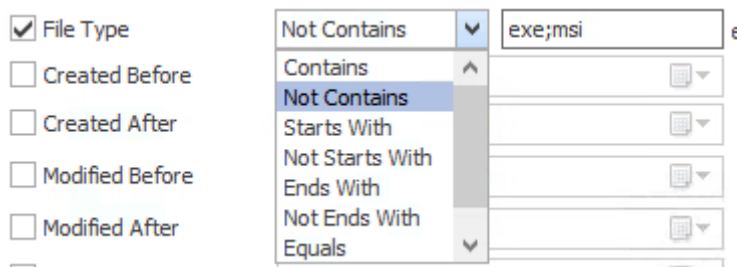 File Type Not Contains exe;msi
Contains
Created Before
Not Contains
Created After
Starts With
Not Starts With
Modified Before
Ends With
Not Ends With
Modified After
Equals